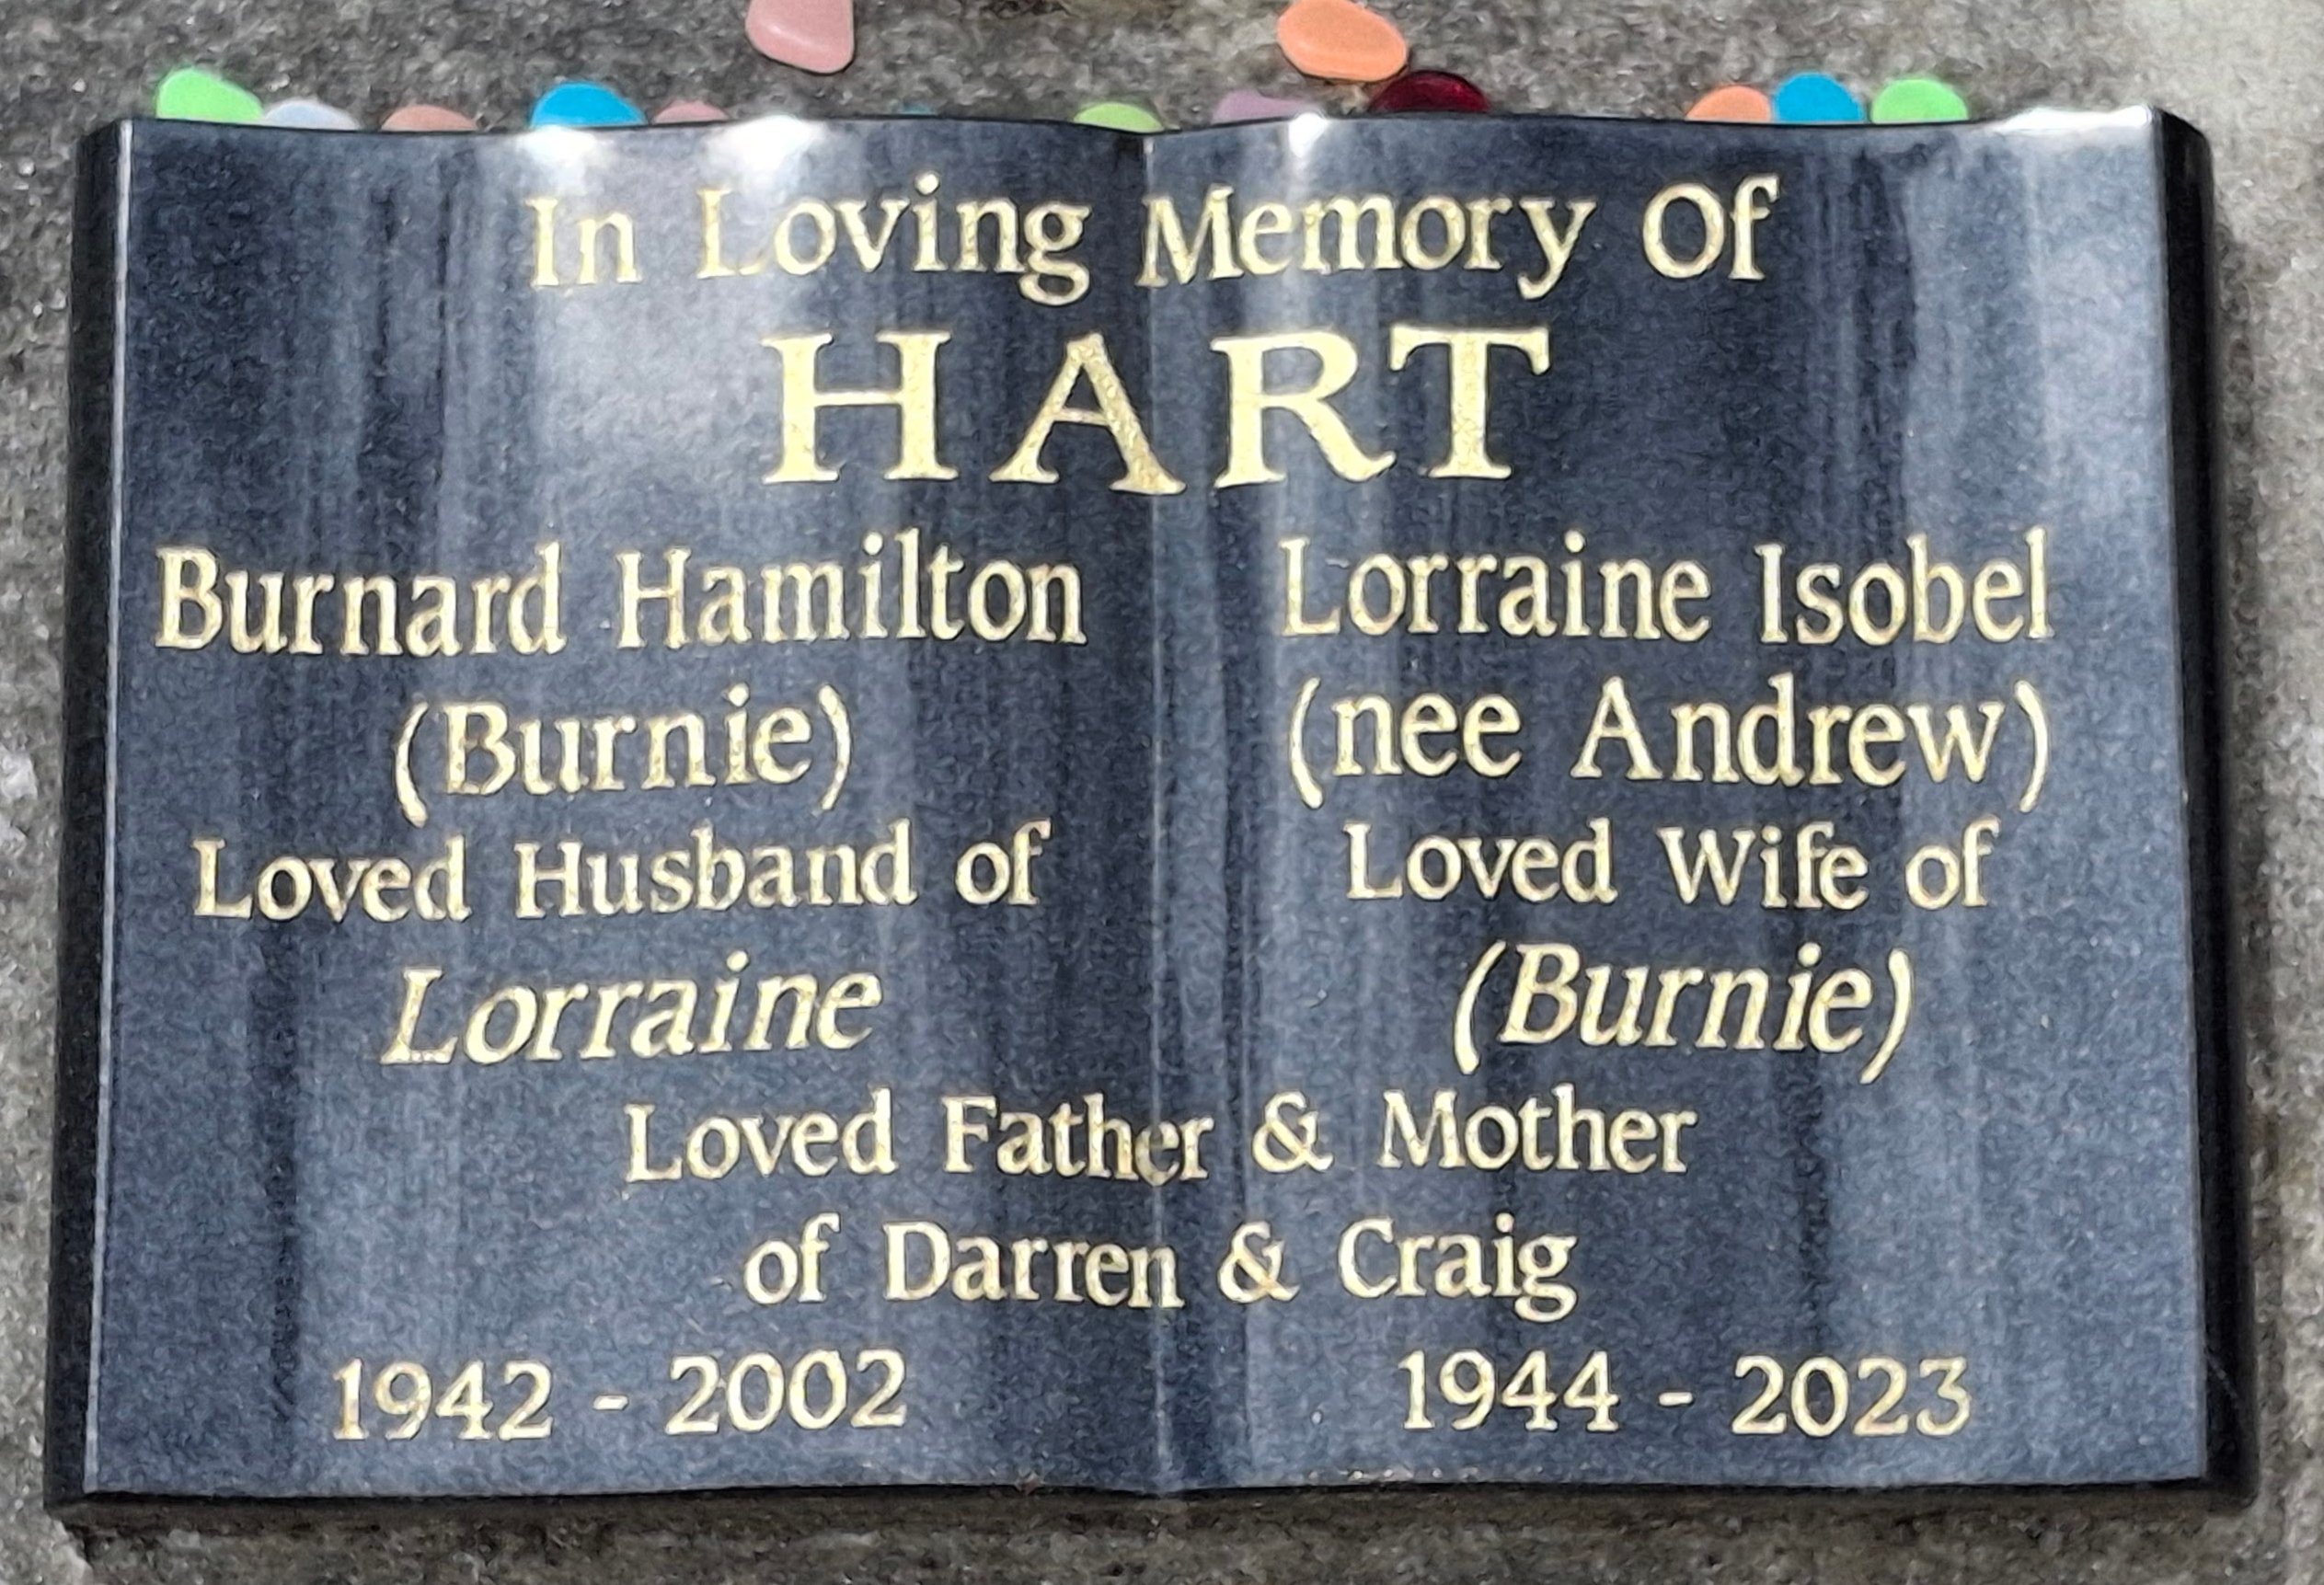 In Loving Memory Of
HART
Burnard Hamilton
(Burnie)
Loved Husband of
Lorraine
Lorraine Isobel
(nee Andrew)
Loved Wife of
(Burnie)
Loved Father & Mother
of Darren & Craig
1942 - 2002
1944 - 2023